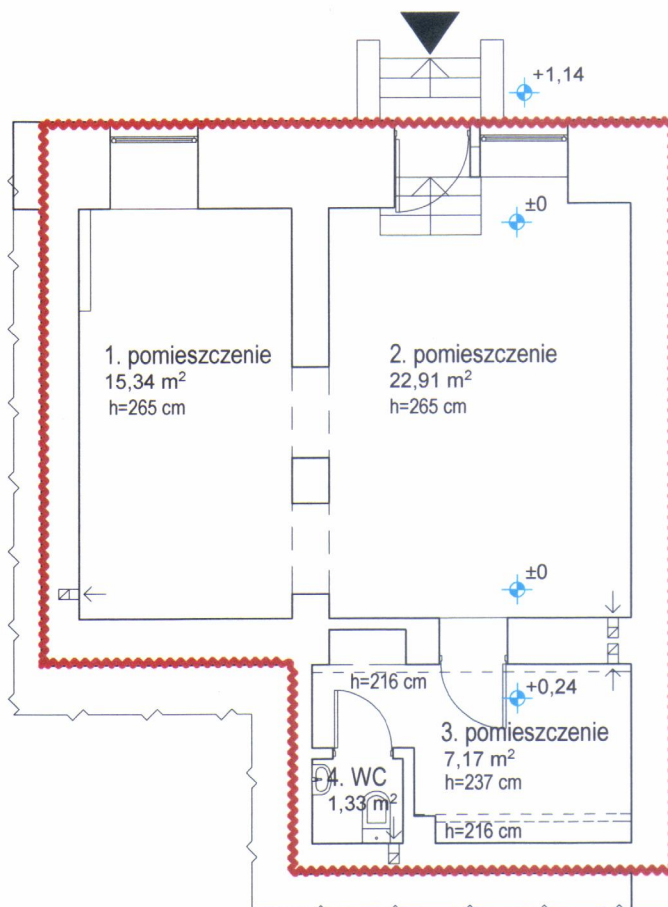 +1,14
±0
1. pomieszczenie
15,34 m²
h=265 cm
2. pomieszczenie
22,91 m²
h=265 cm
±0
h=216 cm
+0,24
3. pomieszczenie
7,17 m²
h=237 cm
4. WC
1,33 m²
h=216 cm